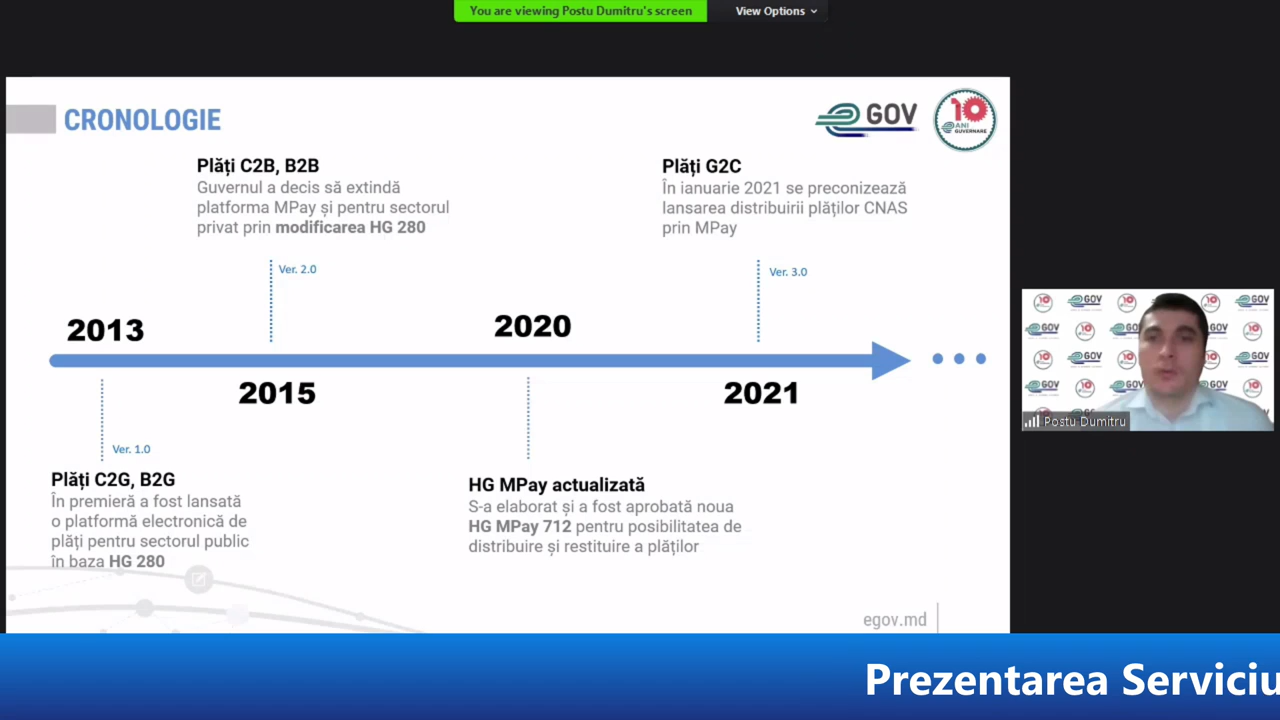 You are viewing Postu Dumitru's screen
View Options
CRONOLOGIE
GOV
10
ANI
GUVERNARE
Plăți C2B, B2B
Guvernul a decis să extindă
platforma MPay și pentru sectorul
privat prin modificarea HG 280
Ver. 2.0
Plăți G2C
În ianuarie 2021 se preconizează
lansarea distribuirii plăților CNAS
prin MPay
Ver. 3.0
2013
2020
2015
2021
Ver. 1.0
Plăți C2G, B2G
În premieră a fost lansată
o platformă electronică de
plăți pentru sectorul public
în baza HG 280
HG MPay actualizată
S-a elaborat și a fost aprobată noua
HG MPay 712 pentru posibilitatea de
distribuire și restituire a plăților
egov.md
Postu Dumitru
Prezentarea Serviciu